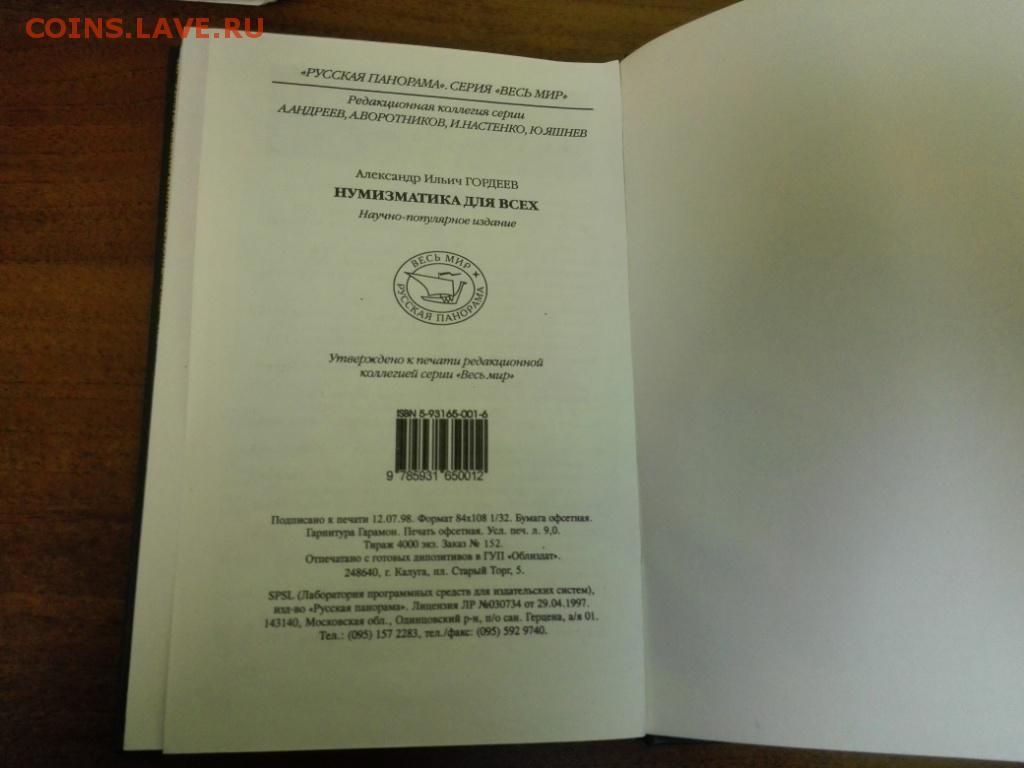 COINS.LAVE.RU
«РУССКАЯ ПАНОРАМА». СЕРИЯ «ВЕСЬ МИР»
Редакционная коллегия серии
А.АНДРЕЕВ, А.ВОРОТНИКОВ, И.НАСТЕНКО, Ю.ЯШНЕВ
Александр Ильич ГОРДЕЕВ
НУМИЗМАТИКА ДЛЯ ВСЕХ
Научно-популярное издание
ВЕСЬ МИР
РУССКАЯ ПАНОРАМА
Утверждено к печати редакционной
коллегией серии «Весь мир»
ISBN 5-93165-001-6
9 785931 650012
Подписано к печати 12.07.98. Формат 84х108 1/32. Бумага офсетная.
Гарнитура Гарамон. Печать офсетная. Усл. печ. л. 9,0.
Тираж 4000 экз. Заказ № 152.
Отпечатано с готовых дипозитивов в ГУП «Облиздат».
248640, г. Калуга, пл. Старый Торг, 5.
SPSL (Лаборатория программных средств для издательских систем),
изд-во «Русская панорама». Лицензия ЛР №030734 от 29.04.1997.
143140, Московская обл., Одинцовский р-н, п/о сан. Герцена, а/я 01.
Тел.: (095) 157 2283, тел./факс: (095) 592 9740.